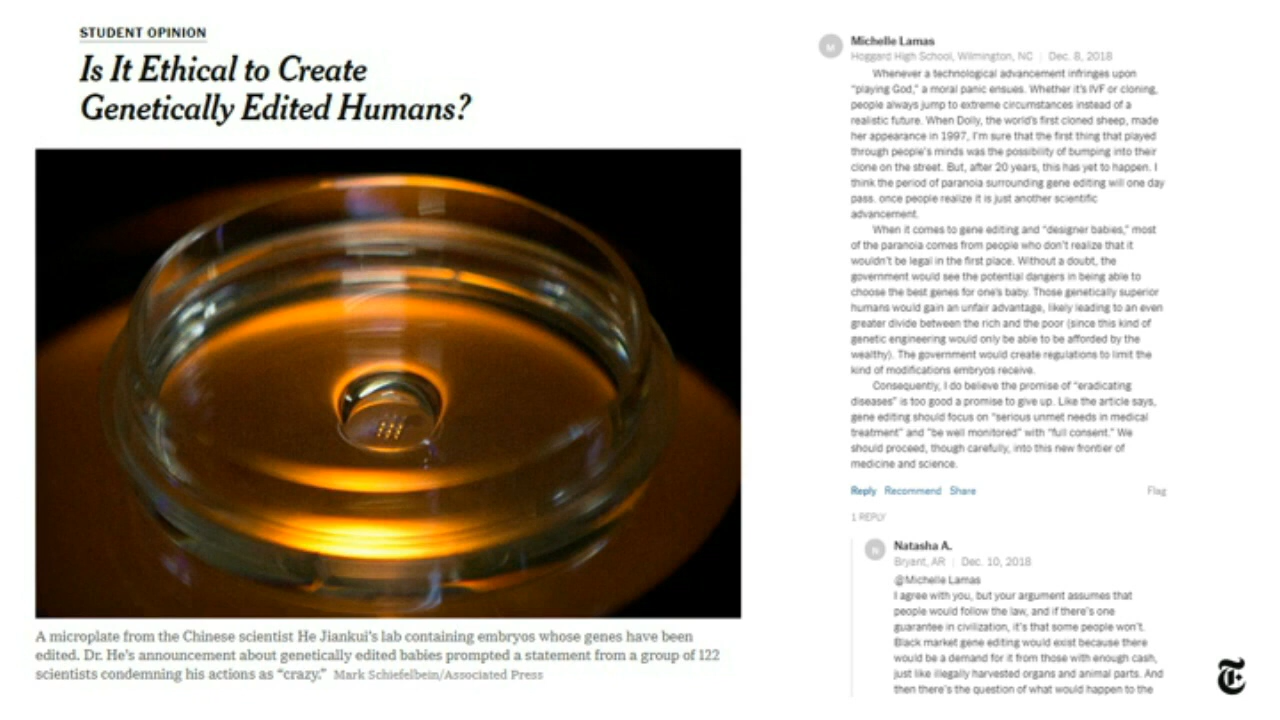 STUDENT OPINION
Is It Ethical to Create
Genetically Edited Humans?
A microplate from the Chinese scientist He Jiankui's lab containing embryos whose genes have been
edited. Dr. He's announcement about genetically edited babies prompted a statement from a group of 122
scientists condemning his actions as “crazy.” Mark Schiefelbein/Associated Press
M
Michelle Lamas
Hoggard High School, Wilmington, NC | Dec. 8, 2018
Whenever a technological advancement infringes upon
“playing God,” a moral panic ensues. Whether it's IVF or cloning,
people always jump to extreme circumstances instead of a
realistic future. When Dolly, the world's first cloned sheep, made
her appearance in 1997, I'm sure that the first thing that played
through people's minds was the possibility of bumping into their
clone on the street. But, after 20 years, this has yet to happen. I
think the period of paranoia surrounding gene editing will one day
pass. once people realize it is just another scientific
advancement.
When it comes to gene editing and “designer babies,” most
of the paranoia comes from people who don't realize that it
wouldn't be legal in the first place. Without a doubt, the
government would see the potential dangers in being able to
choose the best genes for one's baby. Those genetically superior
humans would gain an unfair advantage, likely leading to an even
greater divide between the rich and the poor (since this kind of
genetic engineering would only be able to be afforded by the
wealthy). The government would create regulations to limit the
kind of modifications embryos receive.
Consequently, I do believe the promise of “eradicating
diseases” is too good a promise to give up. Like the article says,
gene editing should focus on “serious unmet needs in medical
treatment” and “be well monitored” with “full consent.” We
should proceed, though carefully, into this new frontier of
medicine and science.
Reply Recommend Share Flag
1 REPLY
N
Natasha A.
Bryant, AR | Dec. 10, 2018
@Michelle Lamas
I agree with you, but your argument assumes that
people would follow the law, and if there's one
guarantee in civilization, it's that some people won't.
Black market gene editing would exist because there
would be a demand for it from those with enough cash,
just like illegally harvested organs and animal parts. And
then there's the question of what would happen to the
T